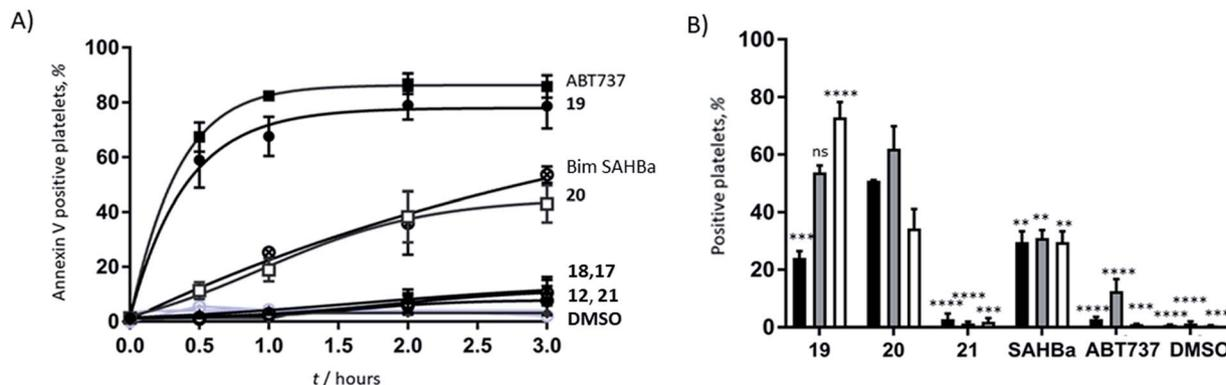 A)
Annexin V positive platelets, %
100
80
60
40
20
0
0.0 0.5 1.0 1.5 2.0 2.5 3.0
t / hours
ABT737
19
Bim SAHBa
20
18,17
12, 21
DMSO
B)
Positive platelets, %
100
80
60
40
20
0
*** ns ****
**** **** ***
** ** **
**** **** ***
**** **** ***
19 20 21 SAHBa ABT737 DMSO